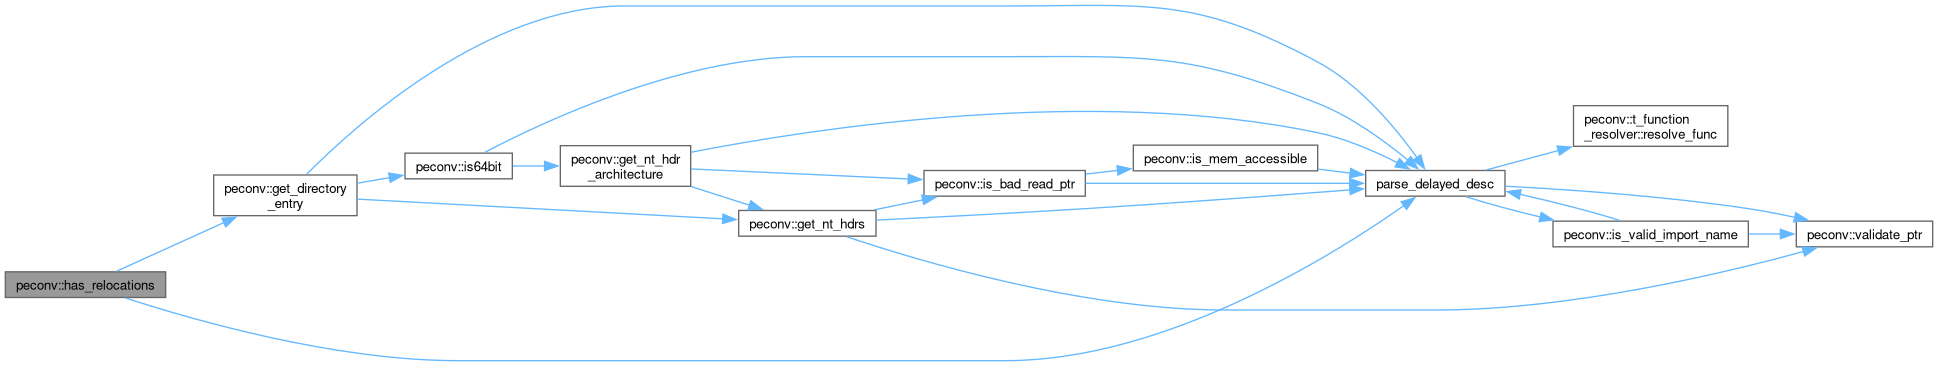 peconv::has_relocations
peconv::get_directory
_entry
peconv::is64bit
peconv::get_nt_hdr
_architecture
peconv::get_nt_hdrs
peconv::is_bad_read_ptr
peconv::is_mem_accessible
parse_delayed_desc
peconv::t_function
_resolver::resolve_func
peconv::is_valid_import_name
peconv::validate_ptr